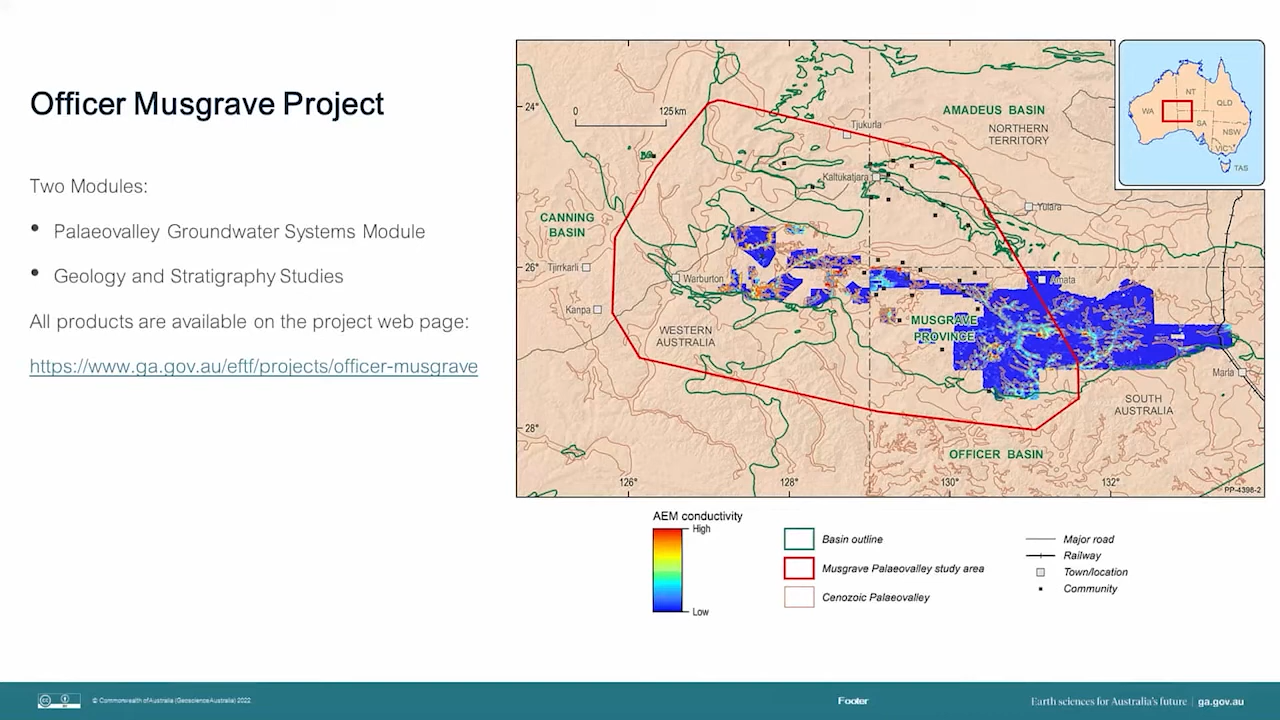 Officer Musgrave Project
Two Modules:
• Palaeovalley Groundwater Systems Module
• Geology and Stratigraphy Studies
All products are available on the project web page:
https://www.ga.gov.au/eftf/projects/officer-musgrave
24°
26°
28°
126°
128°
130°
132°
0 125 km
AMADEUS BASIN
NORTHERN
TERRITORY
Tjukurla
Kaltukatjara
Yulara
CANNING
BASIN
Tjirrkarli
Warburton
Amata
Kanpa
WESTERN
AUSTRALIA
MUSGRAVE
PROVINCE
Marla
SOUTH
AUSTRALIA
OFFICER BASIN
PP-4398-2
NT
WA
QLD
SA
NSW
VIC
TAS
AEM conductivity
High
Low
Basin outline
Musgrave Palaeovalley study area
Cenozoic Palaeovalley
Major road
Railway
Town/location
Community
cc BY
© Commonwealth of Australia (Geoscience Australia) 2022
Footer
Earth sciences for Australia's future | ga.gov.au